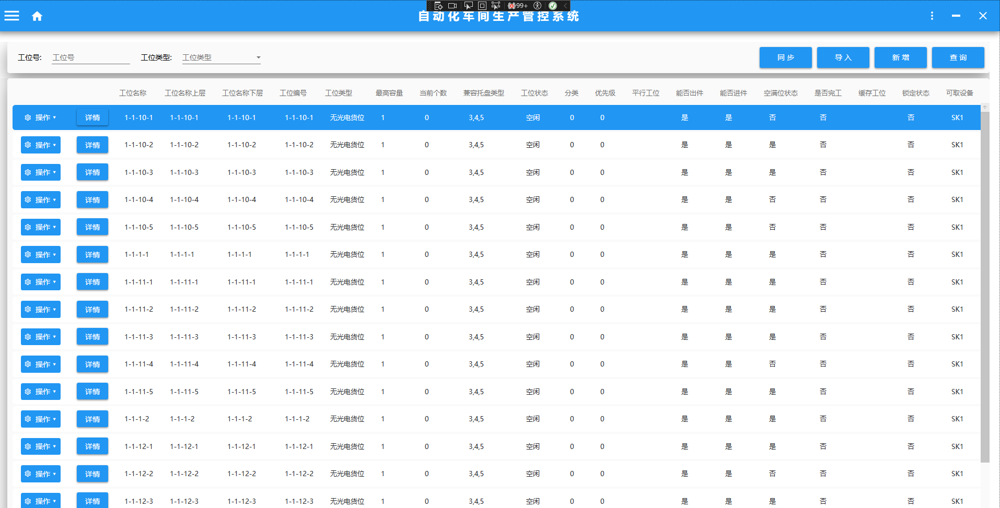 99+
自动化车间生产管控系统
工位号: 工位号 工位类型: 工位类型 同步 导入 新增 查询
工位名称 工位名称上层 工位名称下层 工位编号 工位类型 最高容量 当前个数 兼容托盘类型 工位状态 分类 优先级 平行工位 能否出件 能否进件 空满位状态 是否完工 缓存工位 锁定状态 可取设备
操作 详情 1-1-10-1 1-1-10-1 1-1-10-1 1-1-10-1 无光电货位 1 0 3,4,5 空闲 0 0 是 是 否 否 否 SK1
操作 详情 1-1-10-2 1-1-10-2 1-1-10-2 1-1-10-2 无光电货位 1 0 3,4,5 空闲 0 0 是 是 是 否 否 SK1
操作 详情 1-1-10-3 1-1-10-3 1-1-10-3 1-1-10-3 无光电货位 1 0 3,4,5 空闲 0 0 是 是 是 否 否 SK1
操作 详情 1-1-10-4 1-1-10-4 1-1-10-4 1-1-10-4 无光电货位 1 0 3,4,5 空闲 0 0 是 是 否 否 否 SK1
操作 详情 1-1-10-5 1-1-10-5 1-1-10-5 1-1-10-5 无光电货位 1 0 3,4,5 空闲 0 0 是 是 否 否 否 SK1
操作 详情 1-1-1-1 1-1-1-1 1-1-1-1 1-1-1-1 无光电货位 1 0 3,4,5 空闲 0 0 是 是 是 否 否 SK1
操作 详情 1-1-11-1 1-1-11-1 1-1-11-1 1-1-11-1 无光电货位 1 0 3,4,5 空闲 0 0 是 是 是 否 否 SK1
操作 详情 1-1-11-2 1-1-11-2 1-1-11-2 1-1-11-2 无光电货位 1 0 3,4,5 空闲 0 0 是 是 是 否 否 SK1
操作 详情 1-1-11-3 1-1-11-3 1-1-11-3 1-1-11-3 无光电货位 1 0 3,4,5 空闲 0 0 是 是 是 否 否 SK1
操作 详情 1-1-11-4 1-1-11-4 1-1-11-4 1-1-11-4 无光电货位 1 0 3,4,5 空闲 0 0 是 是 否 否 否 SK1
操作 详情 1-1-11-5 1-1-11-5 1-1-11-5 1-1-11-5 无光电货位 1 0 3,4,5 空闲 0 0 是 是 是 否 否 SK1
操作 详情 1-1-1-2 1-1-1-2 1-1-1-2 1-1-1-2 无光电货位 1 0 3,4,5 空闲 0 0 是 是 是 否 否 SK1
操作 详情 1-1-12-1 1-1-12-1 1-1-12-1 1-1-12-1 无光电货位 1 0 3,4,5 空闲 0 0 是 是 是 否 否 SK1
操作 详情 1-1-12-2 1-1-12-2 1-1-12-2 1-1-12-2 无光电货位 1 0 3,4,5 空闲 0 0 是 是 否 否 否 SK1
操作 详情 1-1-12-3 1-1-12-3 1-1-12-3 1-1-12-3 无光电货位 1 0 3,4,5 空闲 0 0 是 是 是 否 否 SK1